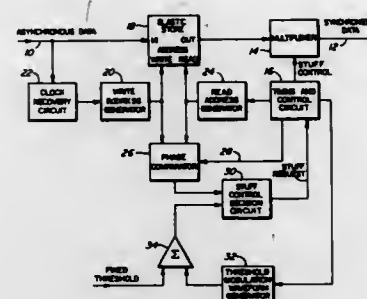 ASYNCHRONOUS DATA
10
18
ELASTIC
STORE
IN OUT
ADDRESS
WRITE READ
MULTIPLEXER
14
SYNCHRONOUS
DATA
12
STUFF
CONTROL
22
CLOCK
RECOVERY
CIRCUIT
20
WRITE
ADDRESS
GENERATOR
24
READ
ADDRESS
GENERATOR
16
TIMING AND
CONTROL
CIRCUIT
26
PHASE
COMPARATOR
28
30
STUFF
CONTROL
DECISION
CIRCUIT
STUFF
REQUEST
34
Σ
FIXED
THRESHOLD
32
THRESHOLD
MODULATION
WAVEFORM
GENERATOR